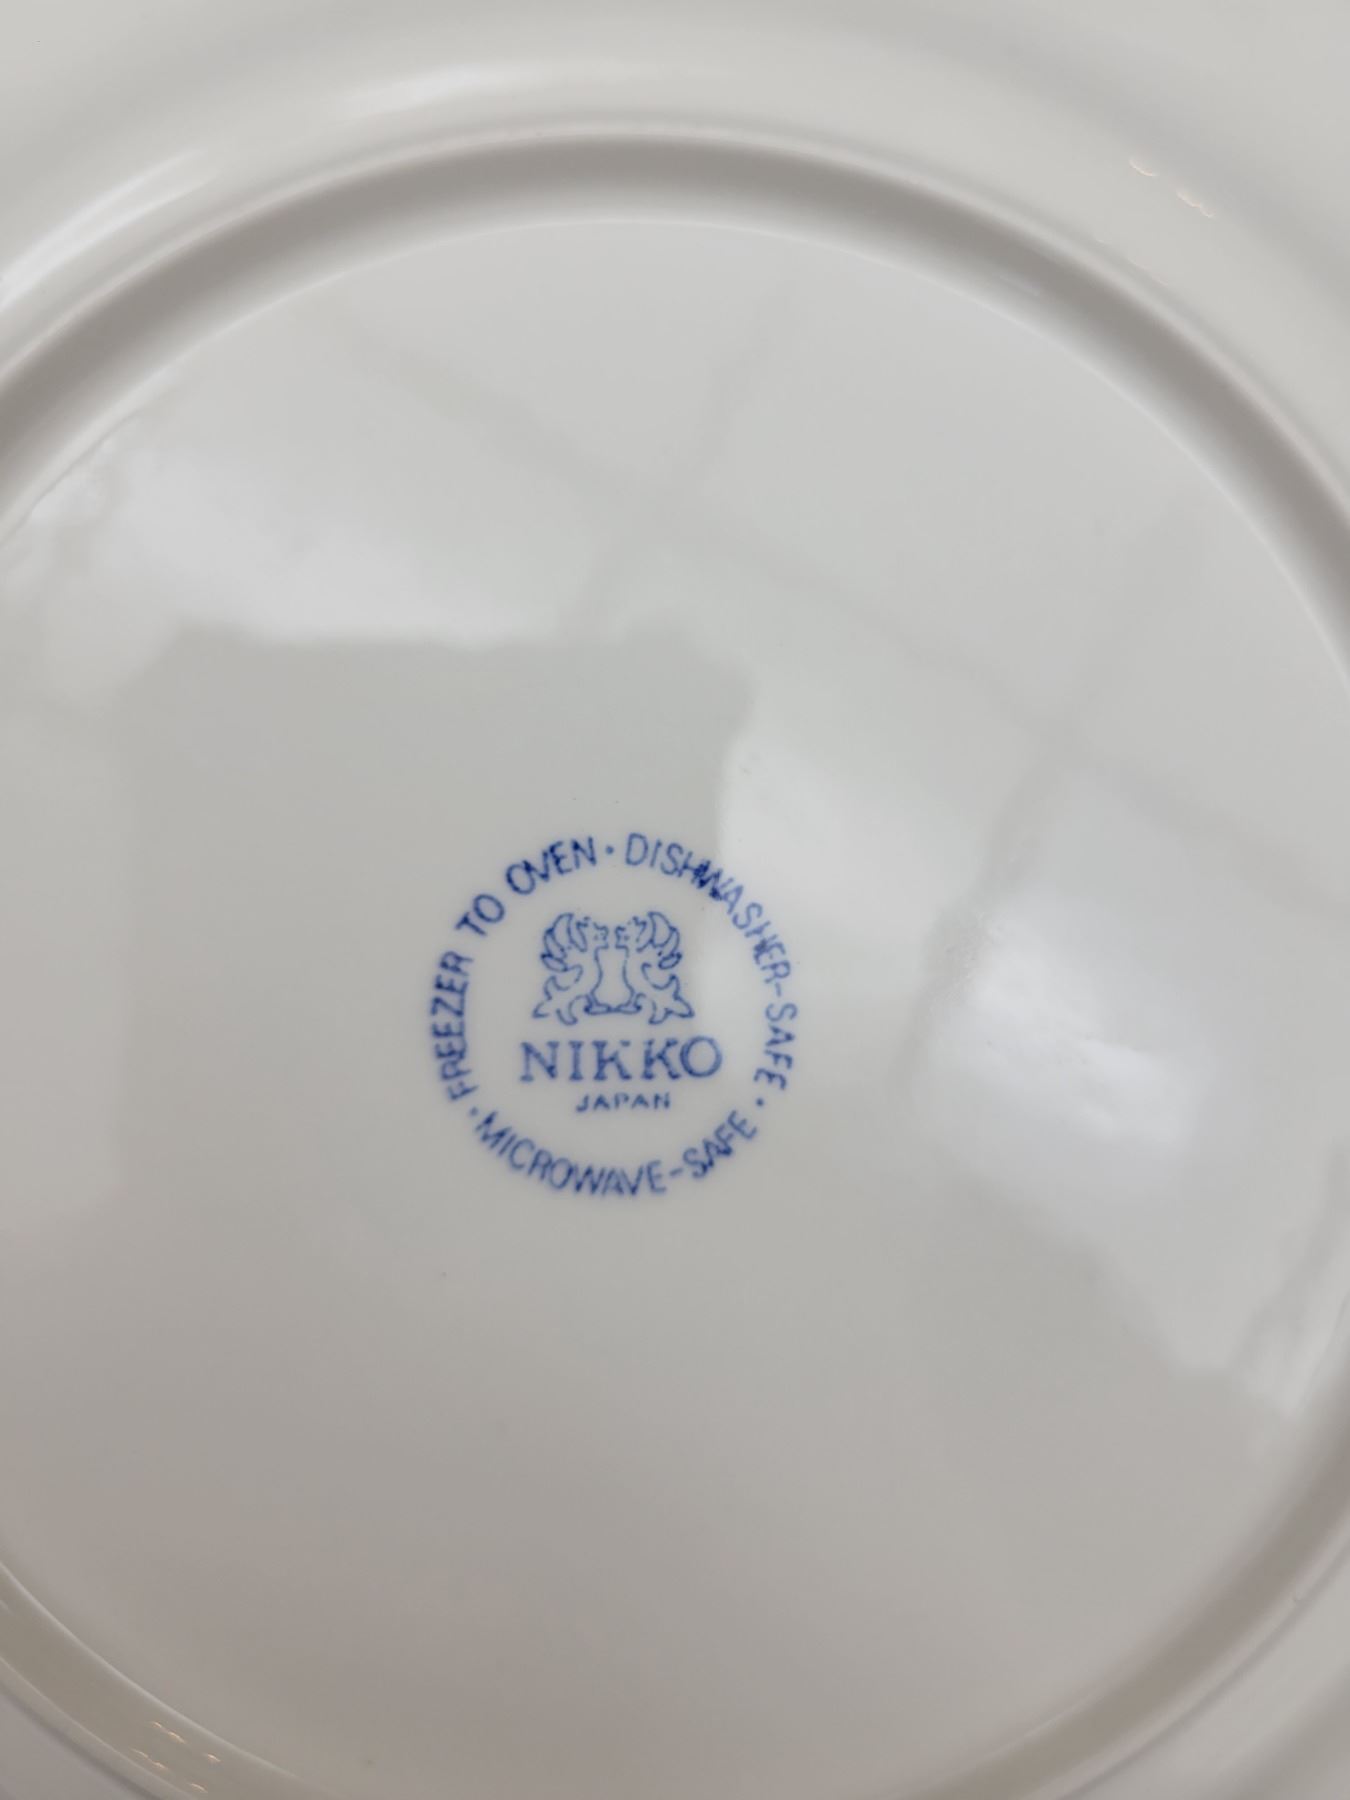 FREEZER TO OVEN · DISHWASHER-SAFE ·
NIKKO
JAPAN
MICROWAVE-SAFE ·